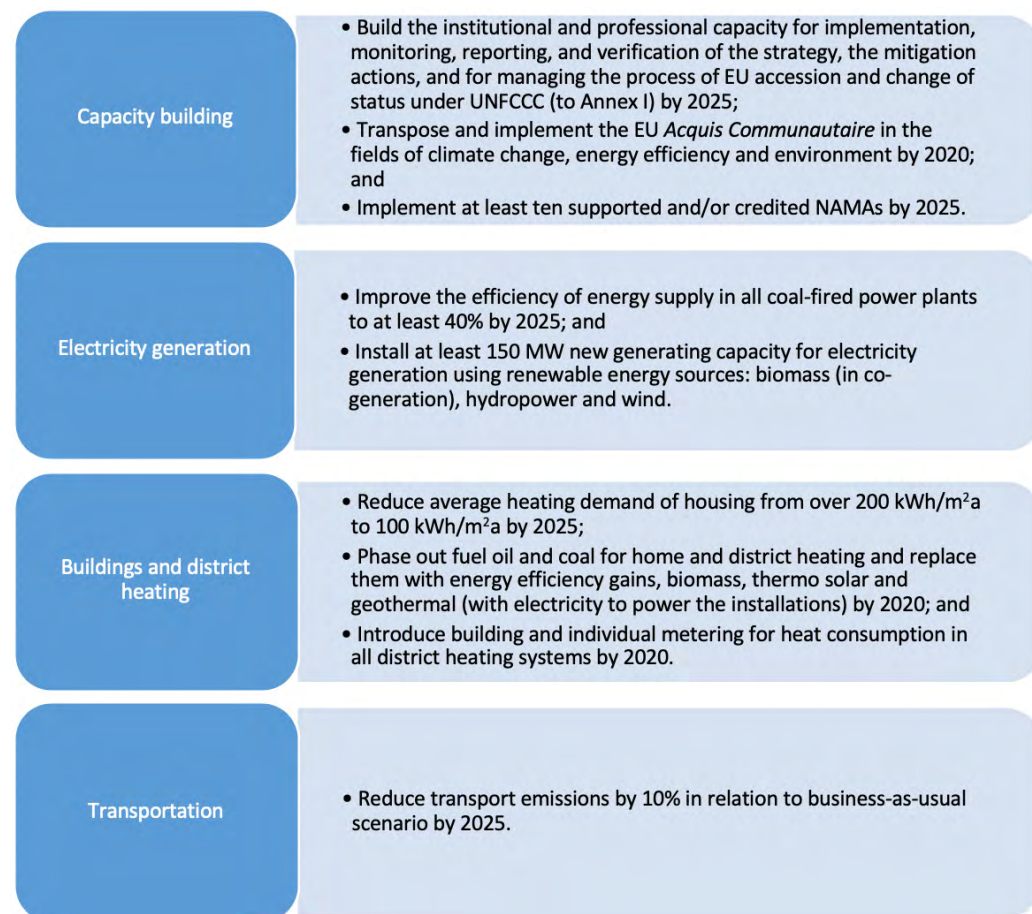 Capacity building
• Build the institutional and professional capacity for implementation,
monitoring, reporting, and verification of the strategy, the mitigation
actions, and for managing the process of EU accession and change of
status under UNFCCC (to Annex I) by 2025;
• Transpose and implement the EU Acquis Communautaire in the
fields of climate change, energy efficiency and environment by 2020;
and
• Implement at least ten supported and/or credited NAMAs by 2025.
Electricity generation
• Improve the efficiency of energy supply in all coal-fired power plants
to at least 40% by 2025; and
• Install at least 150 MW new generating capacity for electricity
generation using renewable energy sources: biomass (in co-
generation), hydropower and wind.
Buildings and district
heating
• Reduce average heating demand of housing from over 200 kWh/m²a
to 100 kWh/m²a by 2025;
• Phase out fuel oil and coal for home and district heating and replace
them with energy efficiency gains, biomass, thermo solar and
geothermal (with electricity to power the installations) by 2020; and
• Introduce building and individual metering for heat consumption in
all district heating systems by 2020.
Transportation
• Reduce transport emissions by 10% in relation to business-as-usual
scenario by 2025.